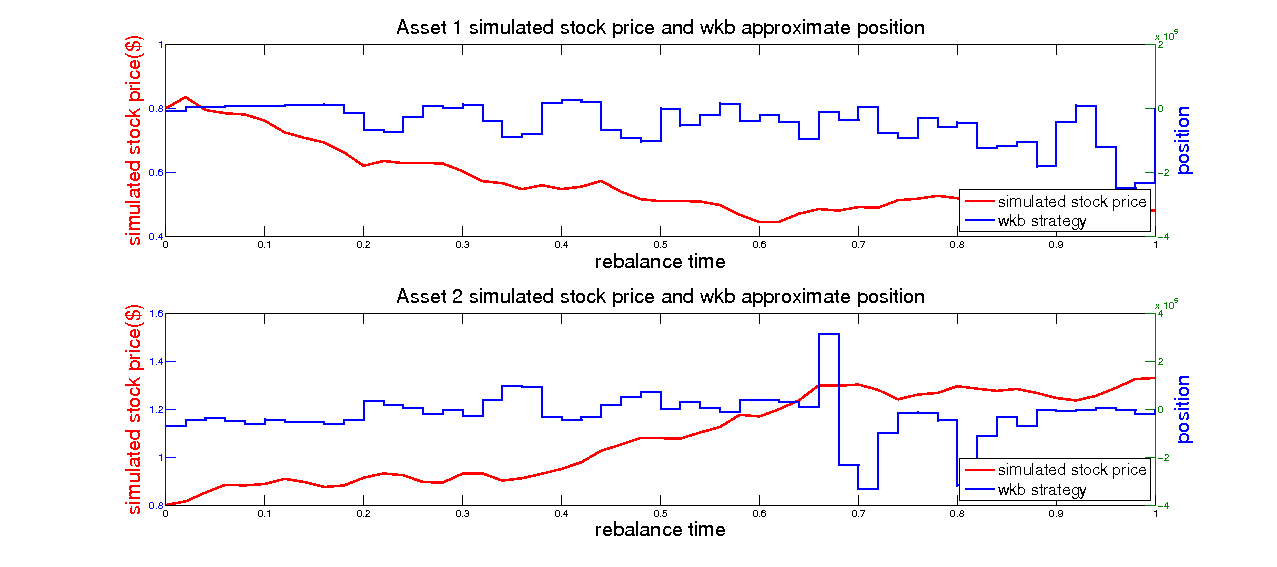 Asset 1 simulated stock price and wkb approximate position
x 10^5
1
0.8
0.6
0.4
2
0
−2
−4
simulated stock price($)
position
simulated stock price
wkb strategy
0 0.1 0.2 0.3 0.4 0.5 0.6 0.7 0.8 0.9 1
rebalance time
Asset 2 simulated stock price and wkb approximate position
x 10^5
1.6
1.4
1.2
1
0.8
4
2
0
−2
−4
simulated stock price($)
position
simulated stock price
wkb strategy
0 0.1 0.2 0.3 0.4 0.5 0.6 0.7 0.8 0.9 1
rebalance time